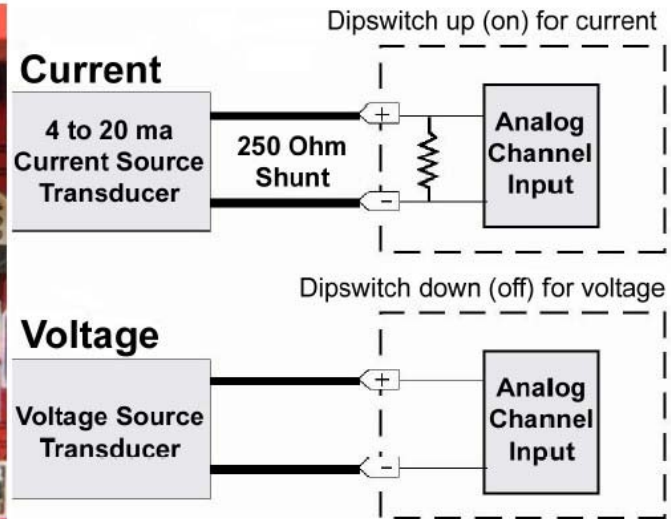 Dipswitch up (on) for current
Current
4 to 20 ma
Current Source
Transducer
250 Ohm
Shunt
+
-
Analog
Channel
Input
Dipswitch down (off) for voltage
Voltage
Voltage Source
Transducer
+
-
Analog
Channel
Input